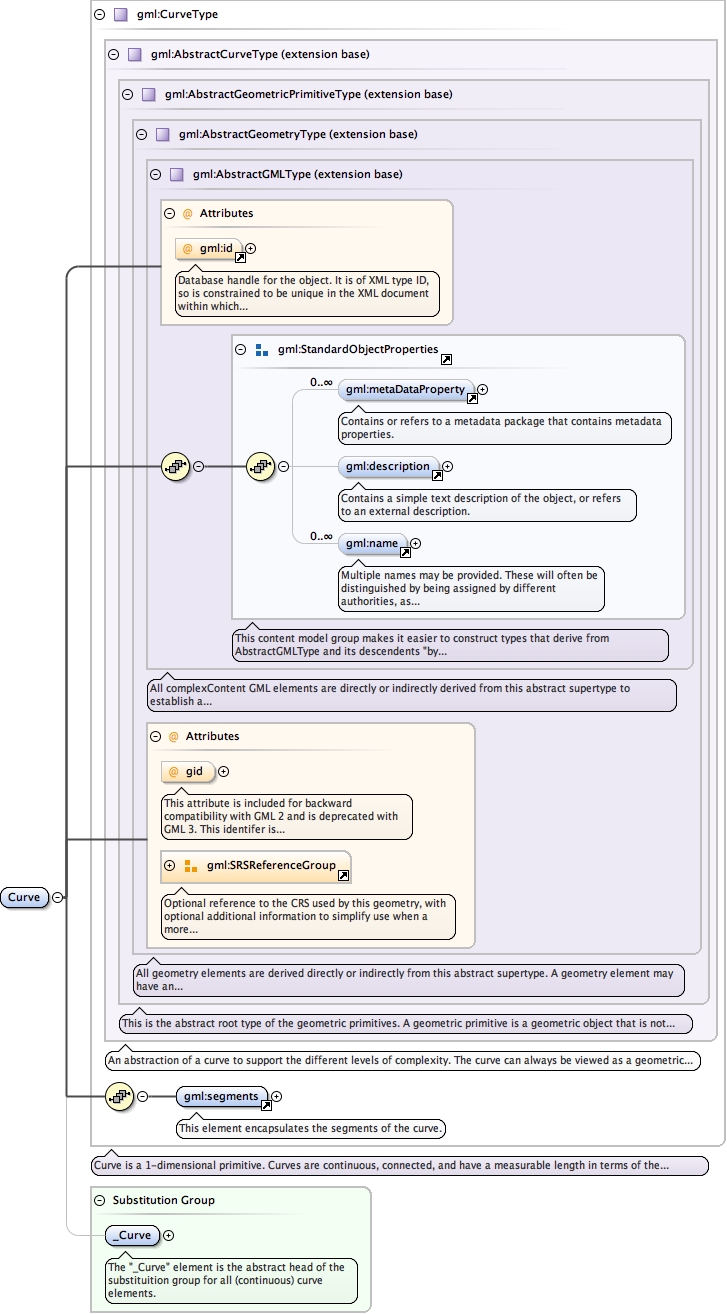 gml:CurveType
gml:AbstractCurveType (extension base)
gml:AbstractGeometricPrimitiveType (extension base)
gml:AbstractGeometryType (extension base)
gml:AbstractGMLType (extension base)
@ Attributes
@ gml:id
Database handle for the object. It is of XML type ID,
so is constrained to be unique in the XML document
within which...
gml:StandardObjectProperties
0..∞
gml:metaDataProperty
Contains or refers to a metadata package that contains metadata
properties.
gml:description
Contains a simple text description of the object, or refers
to an external description.
0..∞
gml:name
Multiple names may be provided. These will often be
distinguished by being assigned by different
authorities, as...
This content model group makes it easier to construct types that derive from
AbstractGMLType and its descendents "by...
All complexContent GML elements are directly or indirectly derived from this abstract supertype to
establish a...
@ Attributes
@ gid
This attribute is included for backward
compatibility with GML 2 and is deprecated with
GML 3. This identifer is...
gml:SRSReferenceGroup
Optional reference to the CRS used by this geometry, with
optional additional information to simplify use when a
more...
Curve
All geometry elements are derived directly or indirectly from this abstract supertype. A geometry element may
have an...
This is the abstract root type of the geometric primitives. A geometric primitive is a geometric object that is not...
An abstraction of a curve to support the different levels of complexity. The curve can always be viewed as a geometric...
gml:segments
This element encapsulates the segments of the curve.
Curve is a 1-dimensional primitive. Curves are continuous, connected, and have a measurable length in terms of the...
Substitution Group
_Curve
The "_Curve" element is the abstract head of the
substituition group for all (continuous) curve
elements.